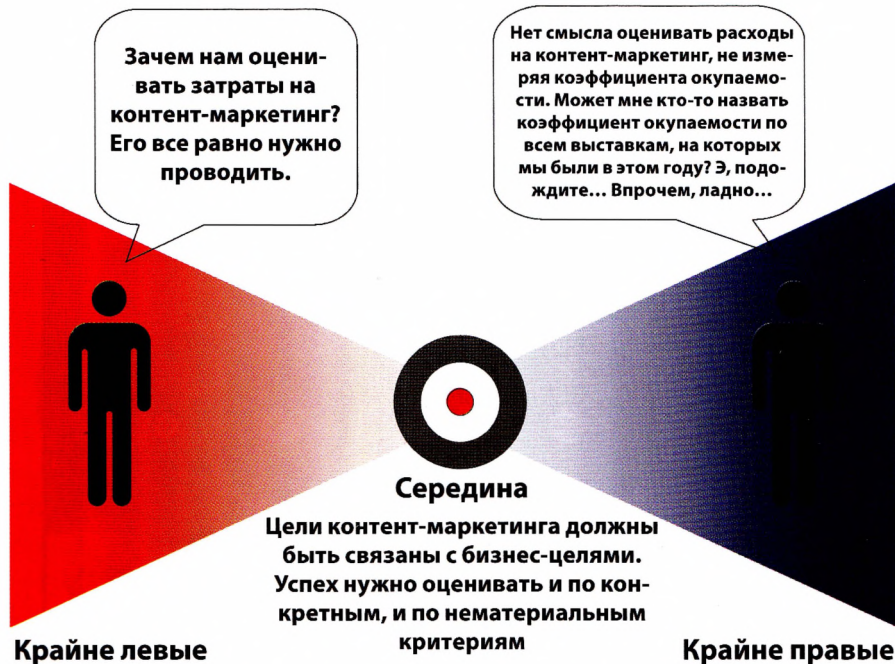 Зачем нам оцени-
вать затраты на
контент-маркетинг?
Его все равно нужно
проводить.
Нет смысла оценивать расходы
на контент-маркетинг, не изме-
ряя коэффициента окупаемо-
сти. Может мне кто-то назвать
коэффициент окупаемости по
всем выставкам, на которых
мы были в этом году? Э, подо-
ждите... Впрочем, ладно...
Середина
Цели контент-маркетинга должны
быть связаны с бизнес-целями.
Успех нужно оценивать и по кон-
кретным, и по нематериальным
критериям
Крайне левые
Крайне правые